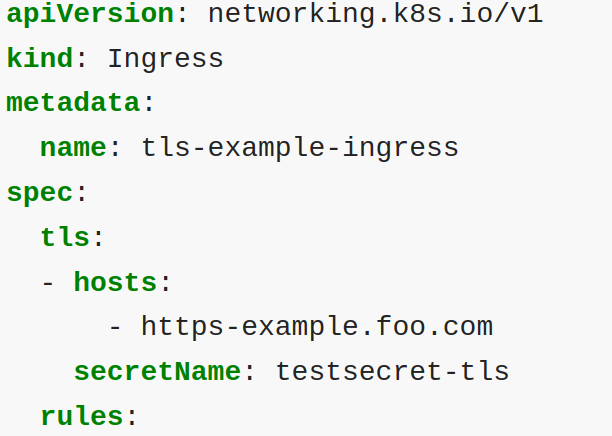 apiVersion: networking.k8s.io/v1
kind: Ingress
metadata:
  name: tls-example-ingress
spec:
  tls:
  - hosts:
      - https-example.foo.com
    secretName: testsecret-tls
  rules: